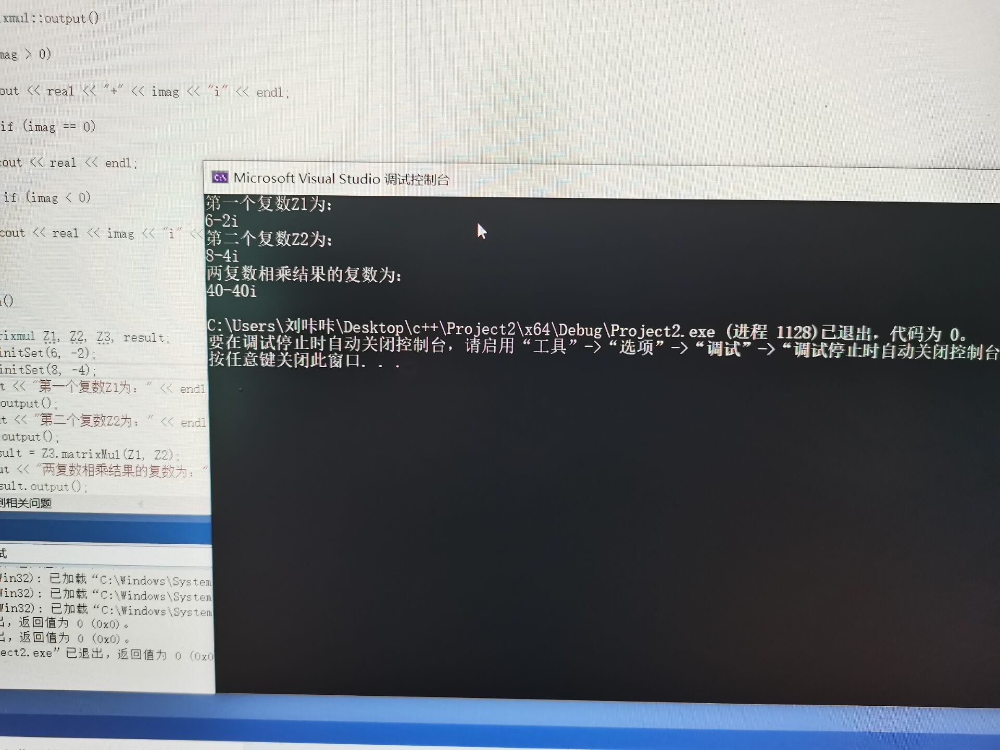 xmul::output()
mag > 0)
out << real << "+" << imag << "i" << endl;
if (imag == 0)
cout << real << endl;
if (imag < 0)
cout << real << imag << "i" <<
()
rixmul Z1, Z2, Z3, result;
initSet(6, -2);
initSet(8, -4);
t << "第一个复数Z1为：" << endl
output();
t << "第二个复数Z2为：" << endl
output();
sult = Z3.matrixMul(Z1, Z2);
ut << "两复数相乘结果的复数为："
sult.output();
到相关问题
试
Win32): 已加载“C:\Windows\System
Win32): 已加载“C:\Windows\System
Win32): 已加载“C:\Windows\System
出，返回值为 0 (0x0)。
出，返回值为 0 (0x0)。
ect2.exe”已退出，返回值为 0 (0x0
Microsoft Visual Studio 调试控制台
第一个复数Z1为：
6-2i
第二个复数Z2为：
8-4i
两复数相乘结果的复数为：
40-40i
C:\Users\刘咔咔\Desktop\c++\Project2\x64\Debug\Project2.exe (进程 1128)已退出，代码为 0。
要在调试停止时自动关闭控制台，请启用“工具”->“选项”->“调试”->“调试停止时自动关闭控制台
按任意键关闭此窗口. . .